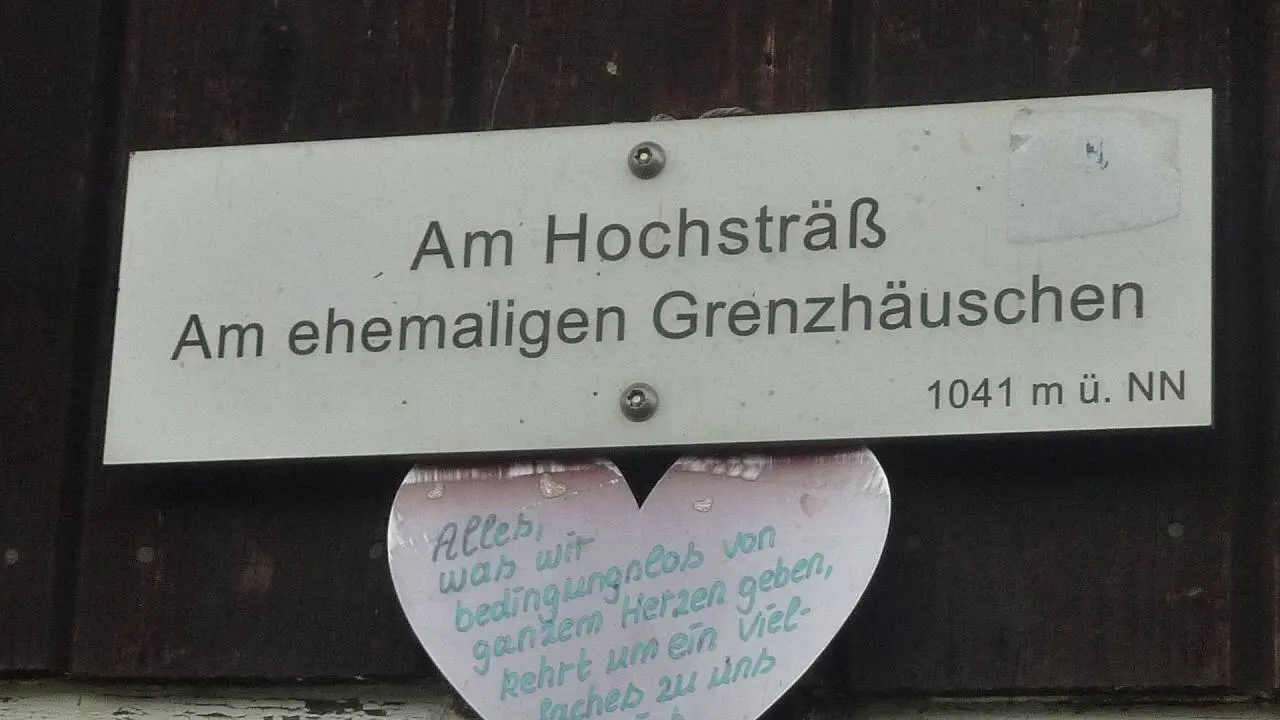 Am Hochsträß
Am ehemaligen Grenzhäuschen
1041 m ü. NN
Alles,
was wir
bedingungslos von
ganzem Herzen geben,
kehrt um ein Viel-
faches zu uns